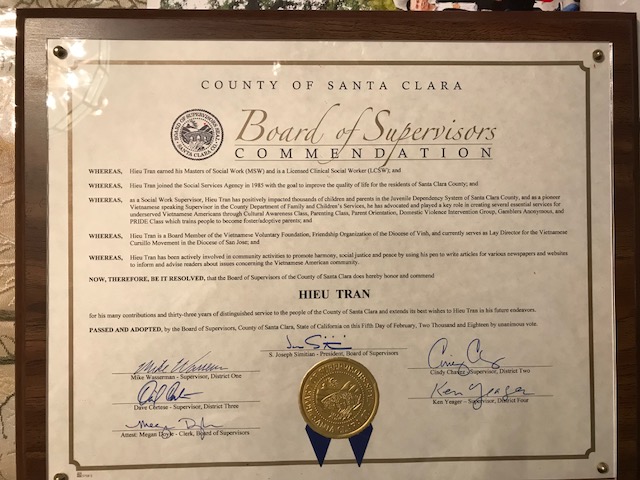 COUNTY OF SANTA CLARA
BOARD OF SUPERVISORS
SANTA CLARA CO.
Board of Supervisors
COMMENDATION
WHEREAS, Hieu Tran earned his Masters of Social Work (MSW) and is a Licensed Clinical Social Worker (LCSW); and
WHEREAS, Hieu Tran joined the Social Services Agency in 1985 with the goal to improve the quality of life for the residents of Santa Clara County; and
WHEREAS, as a Social Work Supervisor, Hieu Tran has positively impacted thousands of children and parents in the Juvenile Dependency System of Santa Clara County, and as a pioneer
Vietnamese speaking Supervisor in the County Department of Family and Children's Services, he has advocated and played a key role in creating several essential services for
underserved Vietnamese Americans through Cultural Awareness Class, Parenting Class, Parent Orientation, Domestic Violence Intervention Group, Gamblers Anonymous, and
PRIDE Class which trains people to become foster/adoptive parents; and
WHEREAS, Hieu Tran is a Board Member of the Vietnamese Voluntary Foundation, Friendship Organization of the Diocese of Vinh, and currently serves as Lay Director for the Vietnamese
Cursillo Movement in the Diocese of San Jose; and
WHEREAS, Hieu Tran has been actively involved in community activities to promote harmony, social justice and peace by using his pen to write articles for various newspapers and websites
to inform and advise readers about issues concerning the Vietnamese American community.
NOW, THEREFORE, BE IT RESOLVED, that the Board of Supervisors of the County of Santa Clara does hereby honor and commend
HIEU TRAN
for his many contributions and thirty-three years of distinguished service to the people of the County of Santa Clara and extends its best wishes to Hieu Tran in his future endeavors.
PASSED AND ADOPTED, by the Board of Supervisors, County of Santa Clara, State of California on this Fifth Day of February, Two Thousand and Eighteen by unanimous vote.
S. Joseph Simitian - President, Board of Supervisors
Mike Wasserman
Mike Wasserman - Supervisor, District One
Cindy Chavez - Supervisor, District Two
Dave Cortese - Supervisor, District Three
Ken Yeager
Ken Yeager - Supervisor, District Four
Attest: Megan Doyle - Clerk, Board of Supervisors